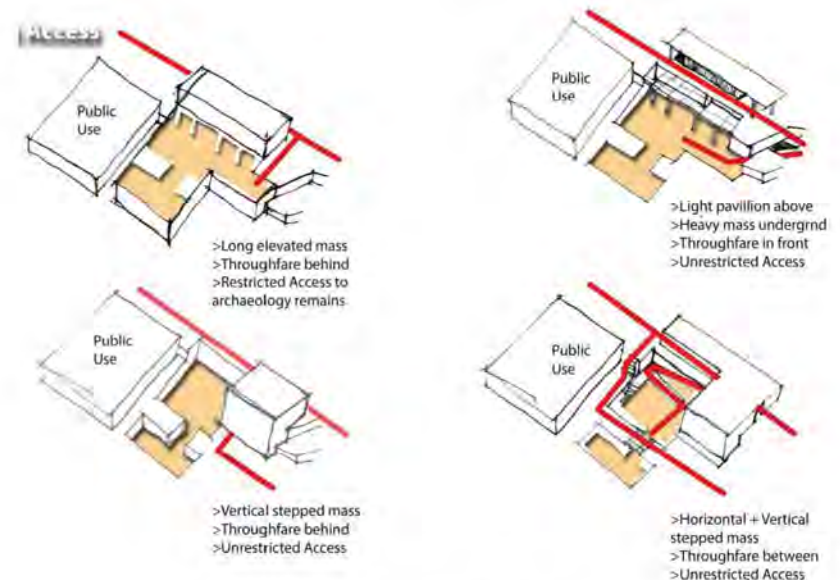 Access
Public
Use
>Long elevated mass
>Throughfare behind
>Restricted Access to
archaeology remains
Public
Use
>Light pavillion above
>Heavy mass undergrnd
>Throughfare in front
>Unrestricted Access
Public
Use
>Vertical stepped mass
>Throughfare behind
>Unrestricted Access
Public
Use
>Horizontal + Vertical
stepped mass
>Throughfare between
>Unrestricted Access